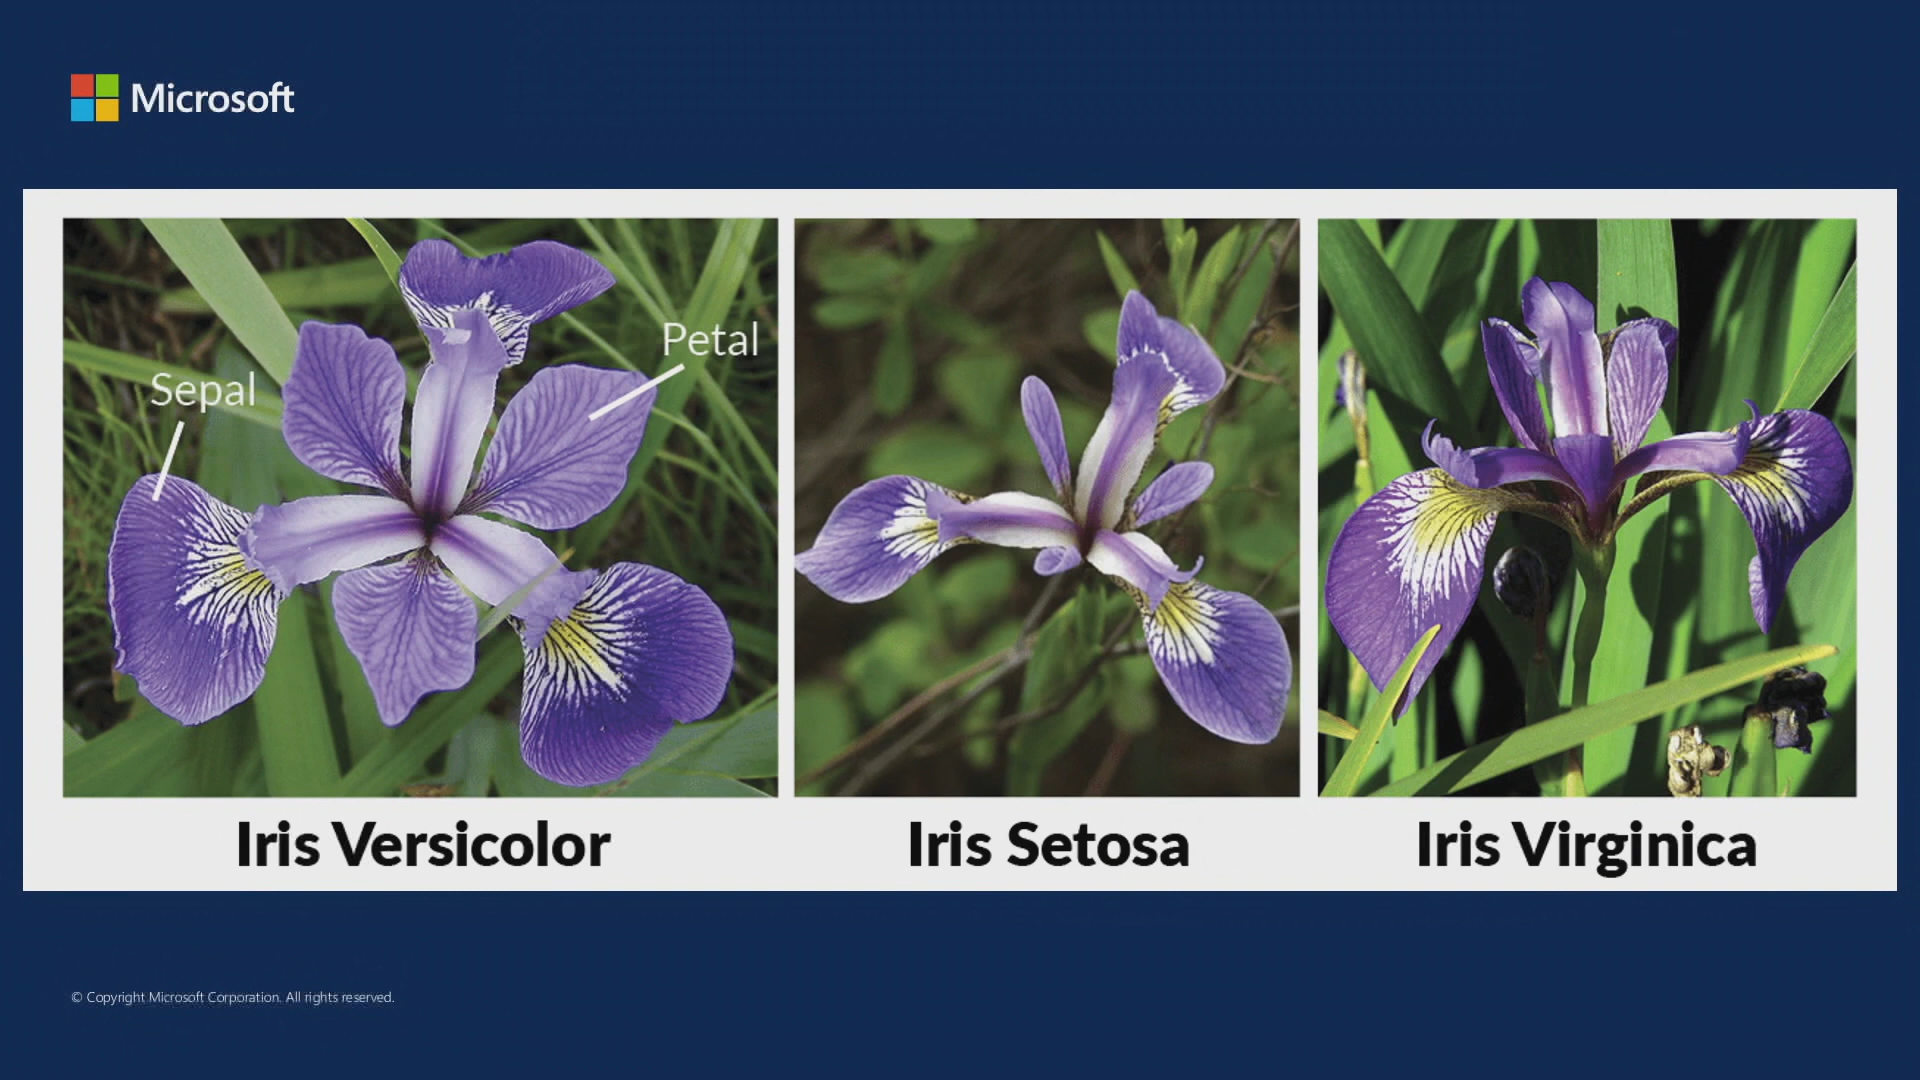 Microsoft
Sepal
Petal
Iris Versicolor
Iris Setosa
Iris Virginica
© Copyright Microsoft Corporation. All rights reserved.